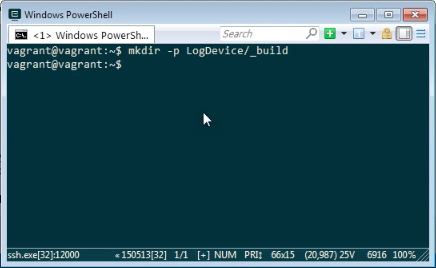 Windows PowerShell
<1> Windows PowerSh...
Search
vagrant@vagrant:~$ mkdir -p LogDevice/_build
vagrant@vagrant:~$
ssh.exe[32]:12000 « 150513[32] 1/1 [+] NUM PRI↕ 66x15 (20,987) 25V 6916 100%